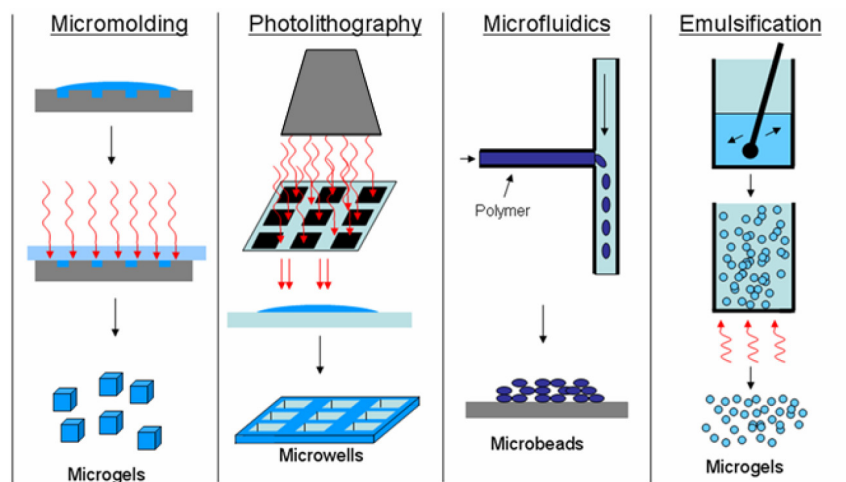 Micromolding
Photolithography
Microfluidics
Emulsification
Polymer
Microgels
Microwells
Microbeads
Microgels